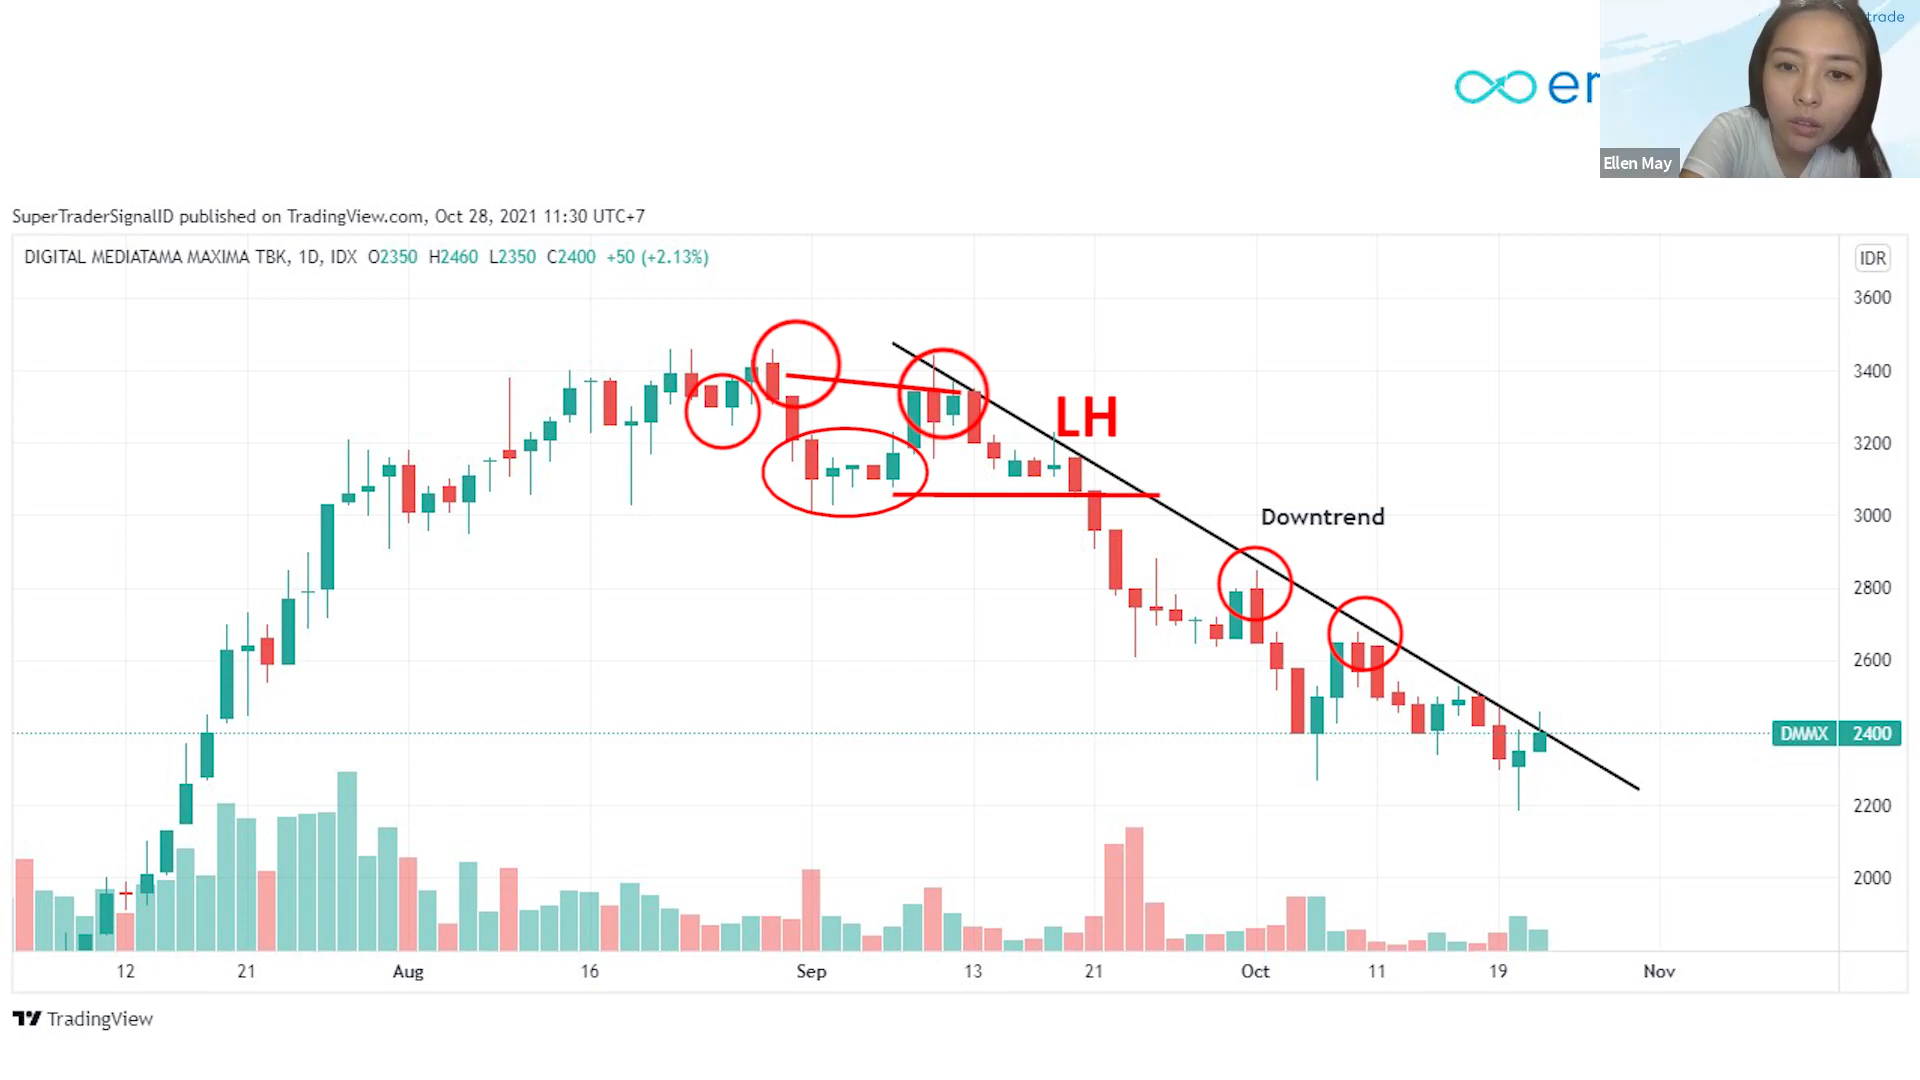 trade
er
Ellen May
SuperTraderSignalID published on TradingView.com, Oct 28, 2021 11:30 UTC+7
DIGITAL MEDIATAMA MAXIMA TBK, 1D, IDX O2350 H2460 L2350 C2400 +50 (+2.13%)
IDR
3600
3400
LH
3200
3000
Downtrend
2800
2600
DMMX 2400
2200
2000
12 21 Aug 16 Sep 13 21 Oct 11 19 Nov
TradingView